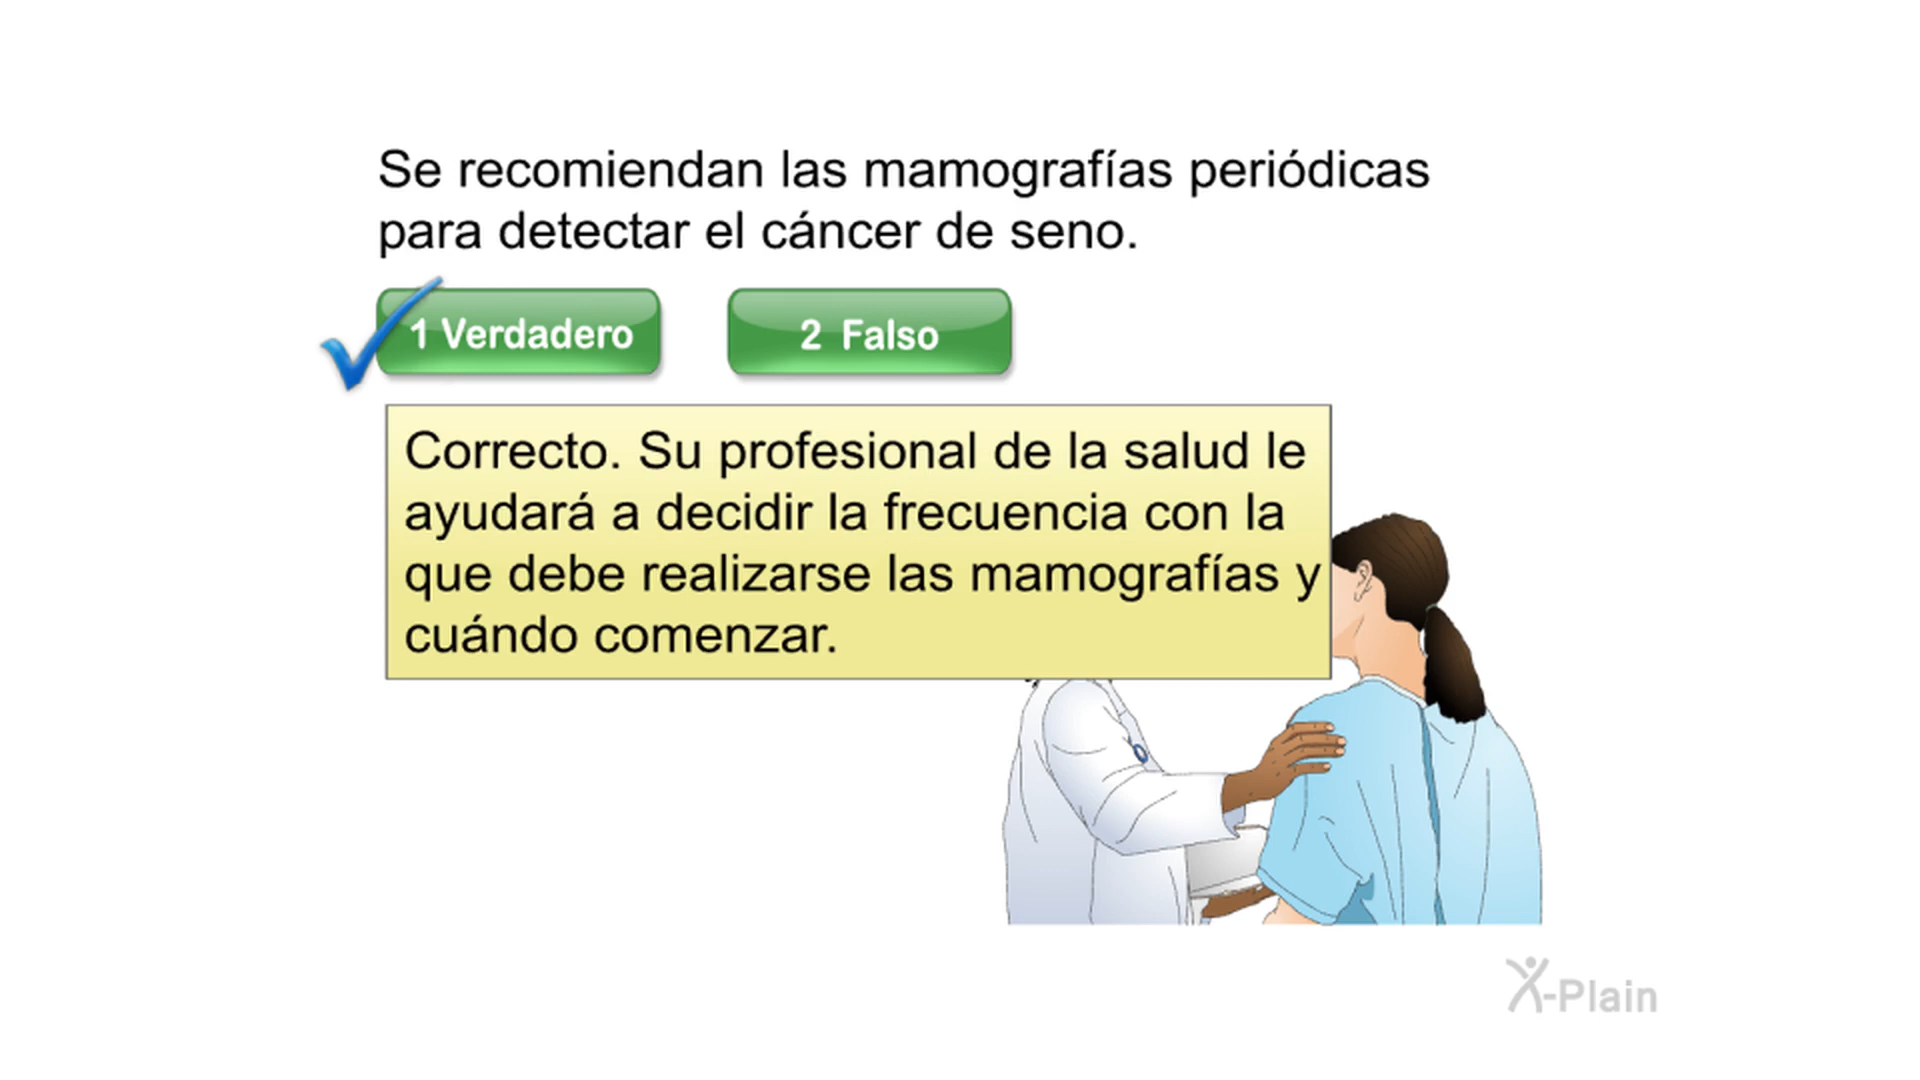 Se recomiendan las mamografías periódicas
para detectar el cáncer de seno.
1 Verdadero
2 Falso
Correcto. Su profesional de la salud le
ayudará a decidir la frecuencia con la
que debe realizarse las mamografías y
cuándo comenzar.
X-Plain